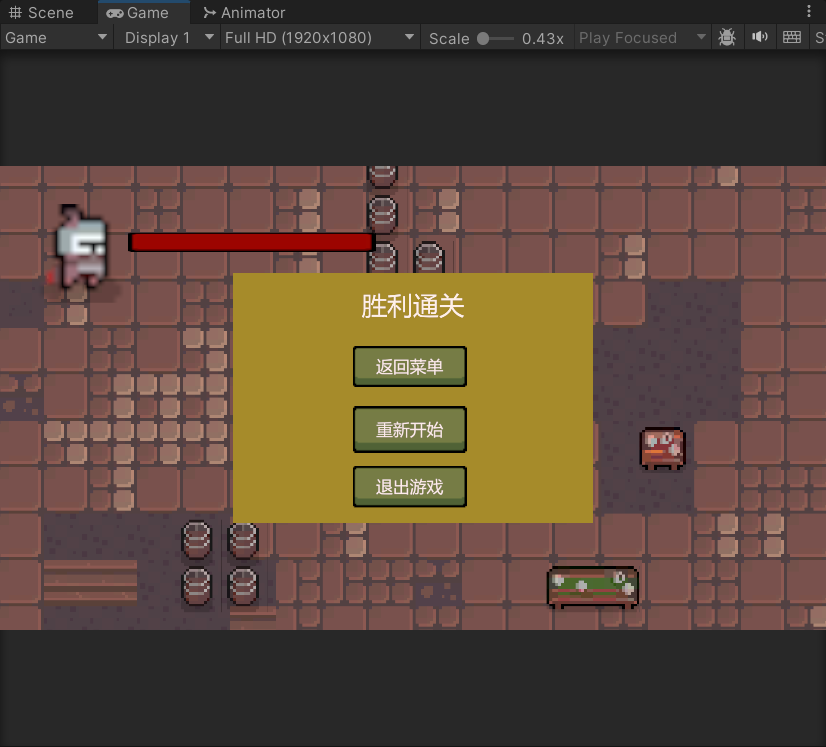 Scene Game Animator
Game Display 1 Full HD (1920x1080) Scale 0.43x Play Focused S
胜利通关
返回菜单
重新开始
退出游戏